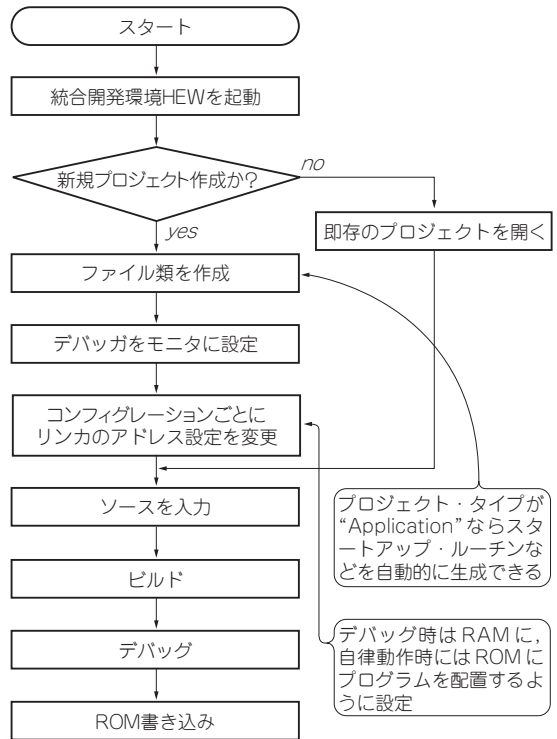 スタート
統合開発環境HEWを起動
新規プロジェクト作成か?
no
yes
即存のプロジェクトを開く
ファイル類を作成
デバッガをモニタに設定
コンフィグレーションごとに
リンカのアドレス設定を変更
ソースを入力
プロジェクト・タイプが
“Application”ならスタ
ートアップ・ルーチンな
どを自動的に生成できる
ビルド
デバッグ
デバッグ時は RAM に,
自律動作時には ROM に
プログラムを配置するよ
うに設定
ROM書き込み